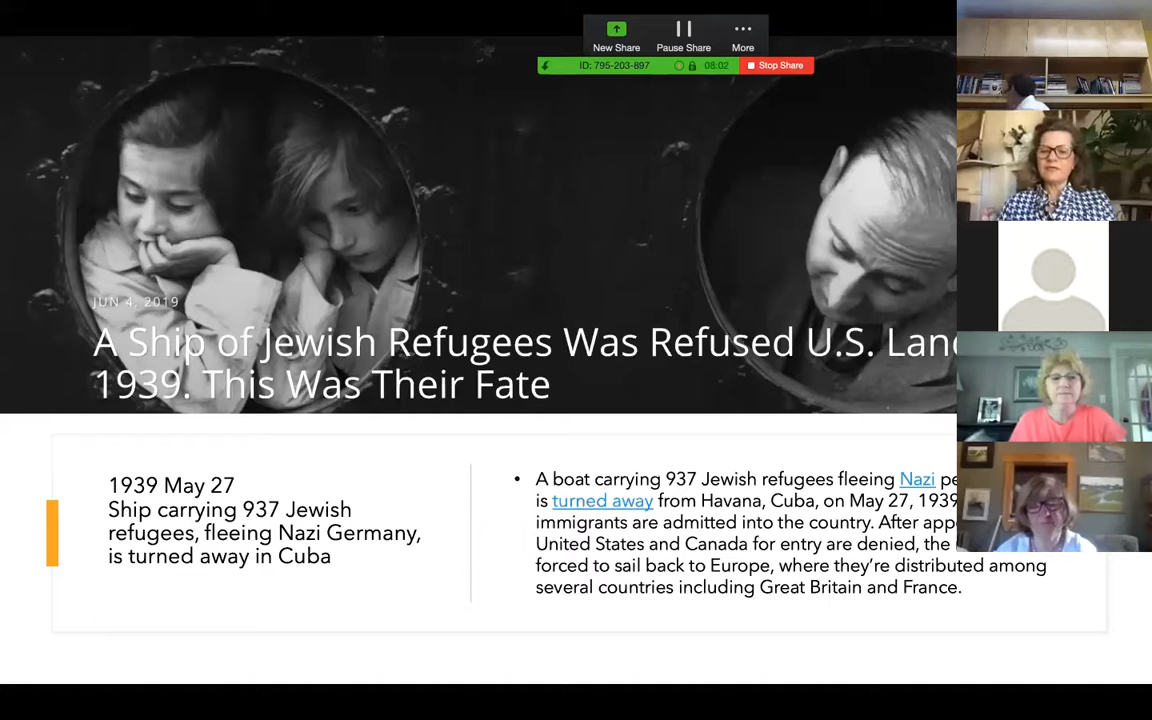 New Share
Pause Share
More
ID: 795-203-897
08:02
Stop Share
JUN 4, 2019
A Ship of Jewish Refugees Was Refused U.S.
1939. This Was Their Fate
1939 May 27
Ship carrying 937 Jewish
refugees, fleeing Nazi Germany,
is turned away in Cuba
• A boat carrying 937 Jewish refugees fleeing Nazi
is turned away from Havana, Cuba, on May 27, 1939
immigrants are admitted into the country. After
United States and Canada for entry are denied, the
forced to sail back to Europe, where they're distributed among
several countries including Great Britain and France.